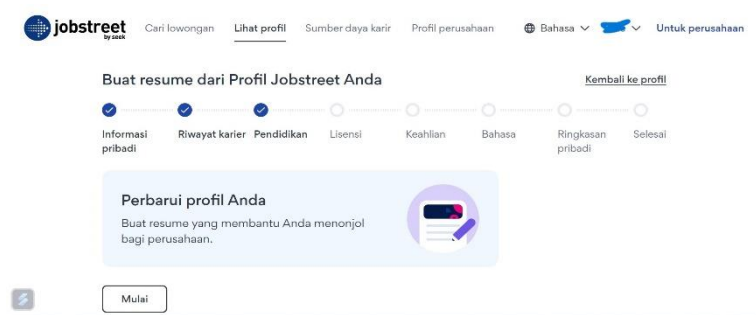 jobstreet
by seek
Cari lowongan Lihat profil Sumber daya karir Profil perusahaan Bahasa Untuk perusahaan
Buat resume dari Profil Jobstreet Anda
Kembali ke profil
Informasi pribadi
Riwayat karier
Pendidikan
Lisensi
Keahlian
Bahasa
Ringkasan pribadi
Selesai
Perbarui profil Anda
Buat resume yang membantu Anda menonjol
bagi perusahaan.
Mulai